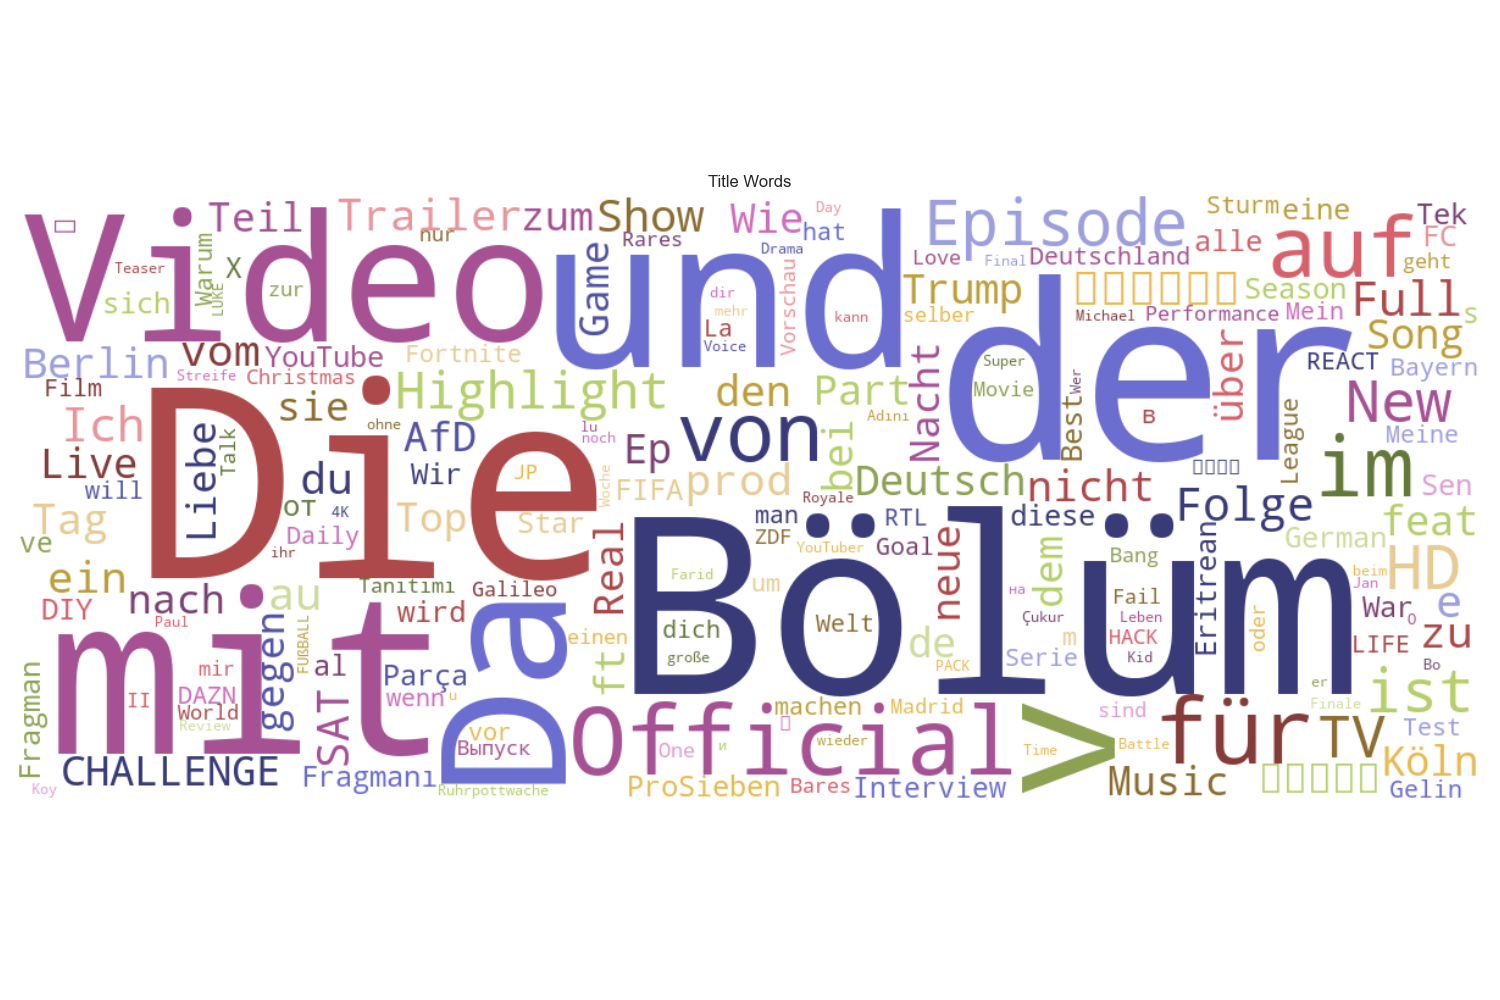 Title Words
Video
und
der
Die
Bölüm
mit
Da
Official
>
für
auf
von
im
Episode
Teil
Trailer
zum
Show
Wie
Day
hat
Sturm
eine
Tek
FC
geht
alle
Love
Final
Deutschland
Drama
Rares
nur
Teaser
Warum
X
LUKE
sich
zur
Game
dir
mehr
Vorschau
La
Voice
kann
Trump
selber
Season
Michael
Performance
Mein
Full
s
Song
Berlin
vom
YouTube
Fortnite
Streife
Christmas
Film
Highlight
den
Part
Nacht
Super
Movie
Best
Wer
über
REACT
Bayern
New
Meine
B
League
Adını
bei
Ich
sie
ohne
AfD
Wir
Ep
lu
noch
JP
Woche
FIFA
prod
Deutsch
nicht
Folge
Sen
feat
German
Live
will
Liebe
Talk
du
от
4K
Daily
ihr
Top
Star
Tag
ve
ein
DIY
nach
Paul
au
Tanıtımı
wird
Galileo
Real
Royale
man
ZDF
RTL
YouTuber
Goal
diese
neue
dem
Bang
Eritrean
HD
beim
Jan
War
O
e
zu
LIFE
Bo
oder
Fail
Leben
HACK
Kid
на
Çukur
m
Serie
de
PACK
Farid
um
Welt
dich
große
einen
ft
Parça
wenn
u
mir
al
DAZN
II
World
Review
gegen
FUßBALL
SAT
Fragman
Koy
CHALLENGE
Fragmanı
vor
Выпуск
Ruhrpottwache
ProSieben
Bares
Interview
One
и
wieder
machen
Madrid
sind
Time
Battle
Music
TV
er
Finale
ist
Test
Köln
Gelin